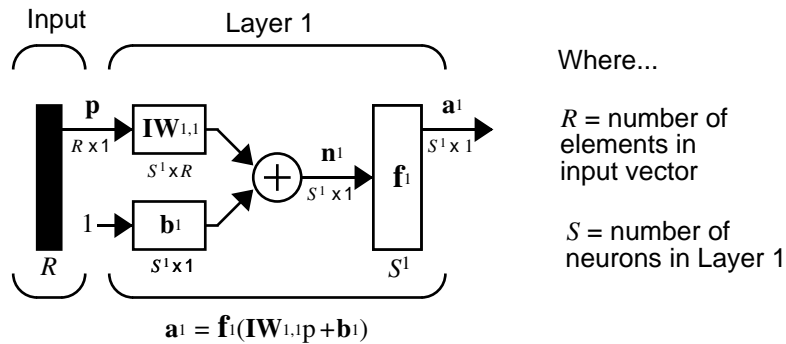 Input
Layer 1
Where...
p
a¹
R x 1
IW¹,¹
n¹
S¹ x 1
R = number of
elements in
input vector
S¹ x R
S¹ x 1
f¹
1
b¹
S = number of
neurons in Layer 1
R
S¹ x 1
S¹
a¹ = f¹(IW¹,¹p + b¹)